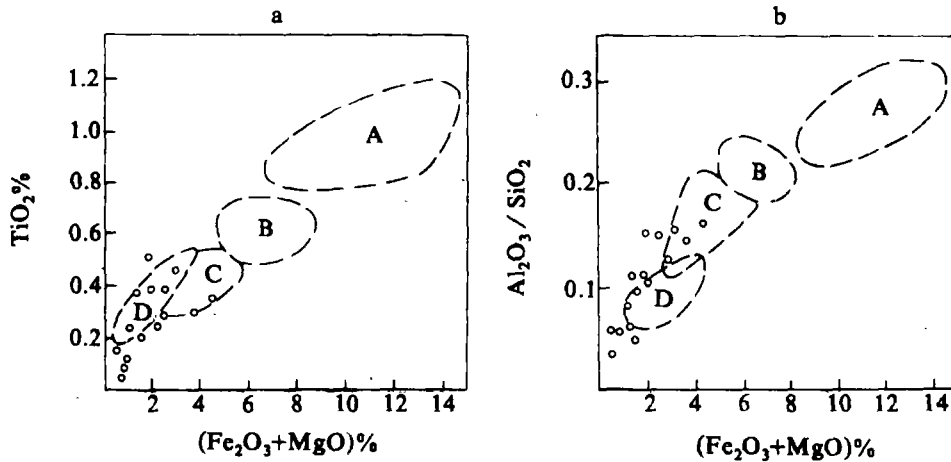 a
1.2
1.0
0.8
0.6
0.4
0.2
TiO₂%
A
B
C
D
2 4 6 8 10 12 14
(Fe₂O₃+MgO)%
b
0.3
0.2
0.1
Al₂O₃/SiO₂
A
B
C
D
2 4 6 8 10 12 14
(Fe₂O₃+MgO)%